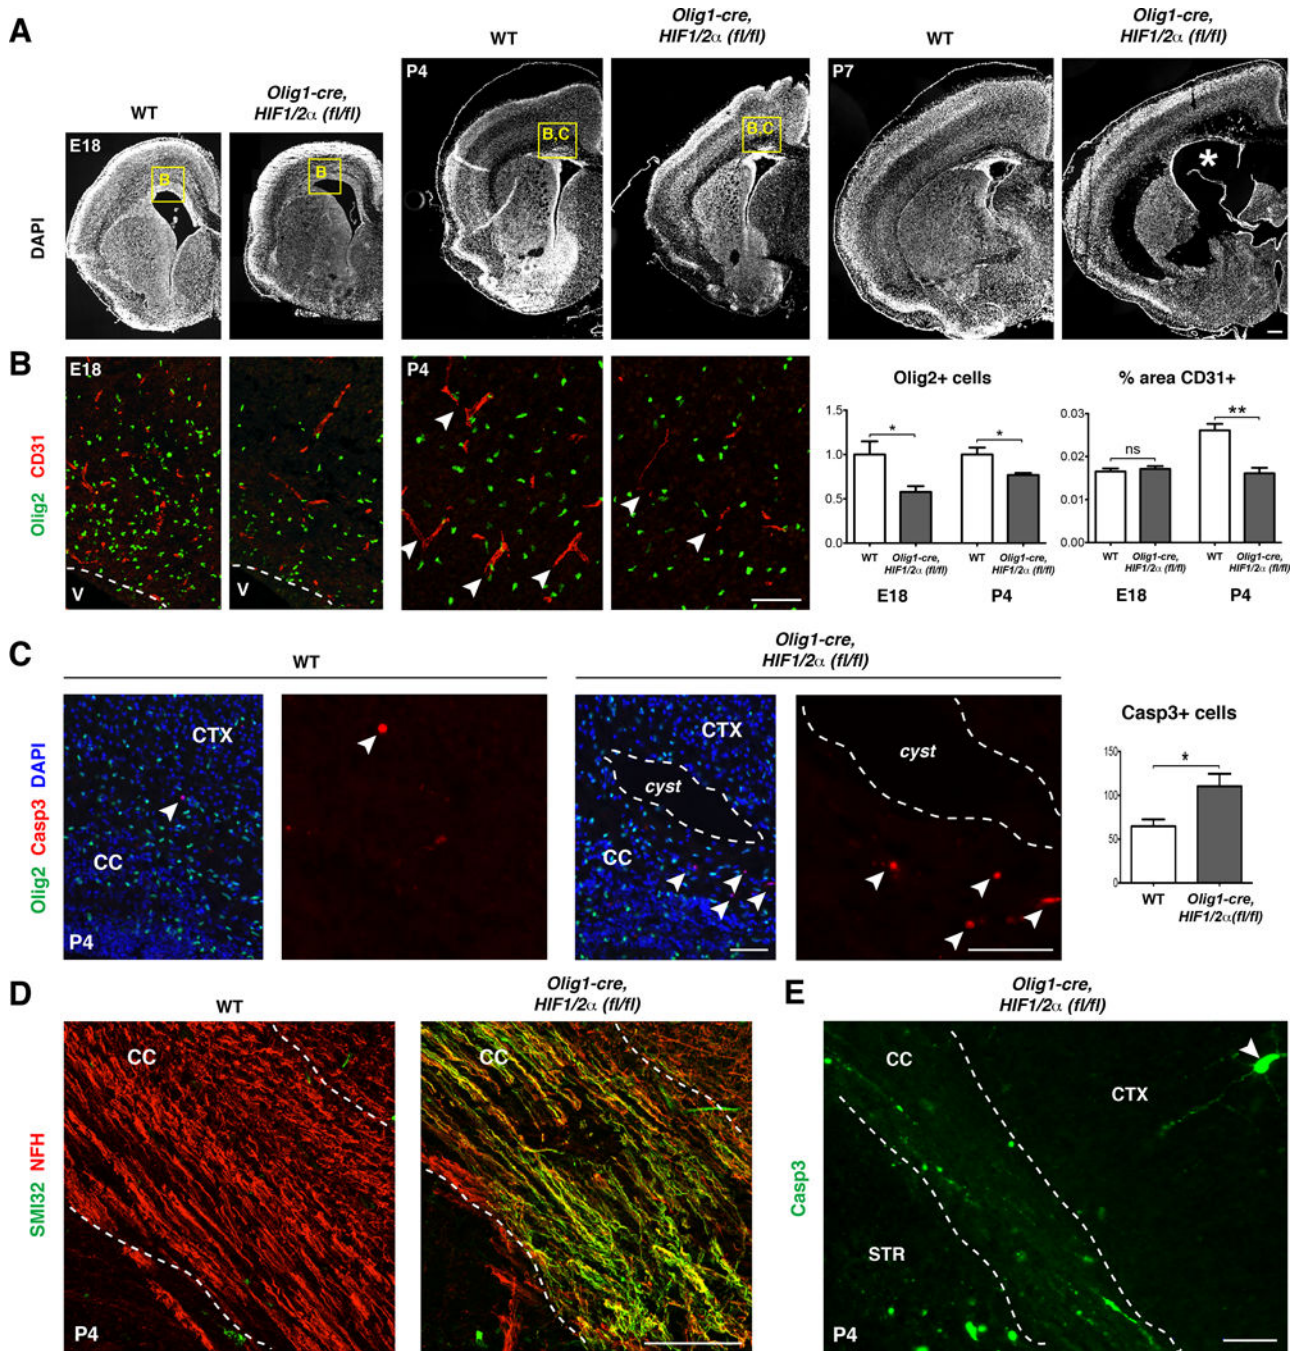 A
WT
Olig1-cre,
HIF1/2α (fl/fl)
WT
Olig1-cre,
HIF1/2α (fl/fl)
WT
Olig1-cre,
HIF1/2α (fl/fl)
DAPI
E18
B
B
P4
B,C
B,C
P7
*
B
Olig2 CD31
E18
V
V
P4
Olig2+ cells
1.5
1.0
0.5
0.0
*
*
WT
Olig1-cre,
HIF1/2α (fl/fl)
WT
Olig1-cre,
HIF1/2α (fl/fl)
E18
P4
% area CD31+
0.03
0.02
0.01
0.00
ns
**
WT
Olig1-cre,
HIF1/2α (fl/fl)
WT
Olig1-cre,
HIF1/2α (fl/fl)
E18
P4
C
WT
Olig1-cre,
HIF1/2α (fl/fl)
Olig2 Casp3 DAPI
CTX
CC
P4
CTX
cyst
CC
cyst
Casp3+ cells
150
100
50
0
*
WT
Olig1-cre,
HIF1/2α(fl/fl)
D
WT
Olig1-cre,
HIF1/2α (fl/fl)
SMI32 NFH
CC
P4
CC
E
Olig1-cre,
HIF1/2α (fl/fl)
Casp3
CC
CTX
STR
P4